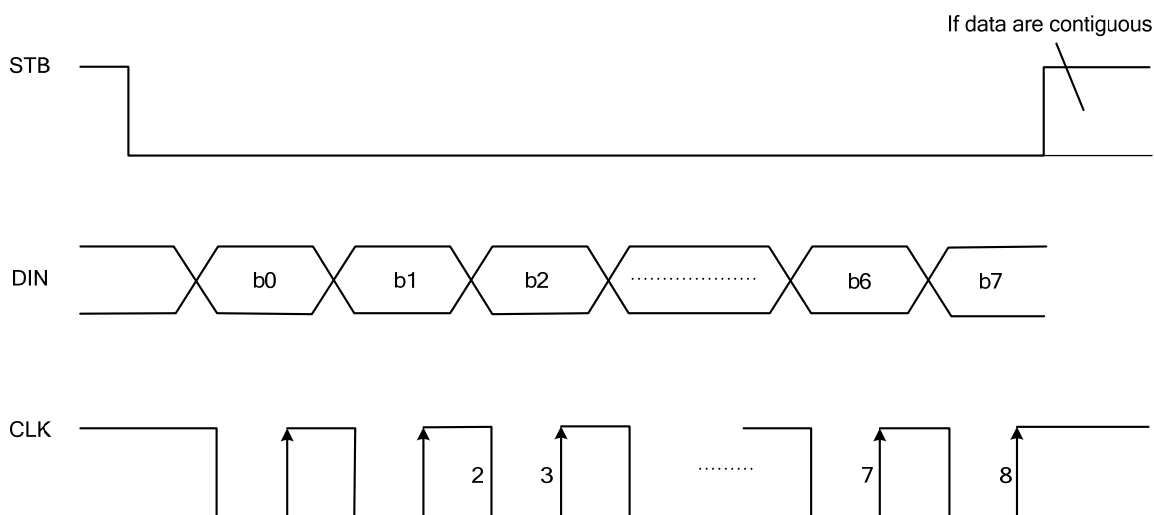 If data are contiguous
STB
DIN
b0 b1 b2 ................... b6 b7
CLK
2 3 ......... 7 8